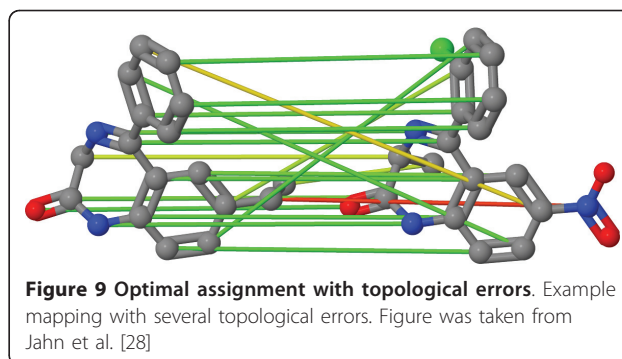 Figure 9 Optimal assignment with topological errors. Example
mapping with several topological errors. Figure was taken from
Jahn et al. [28]